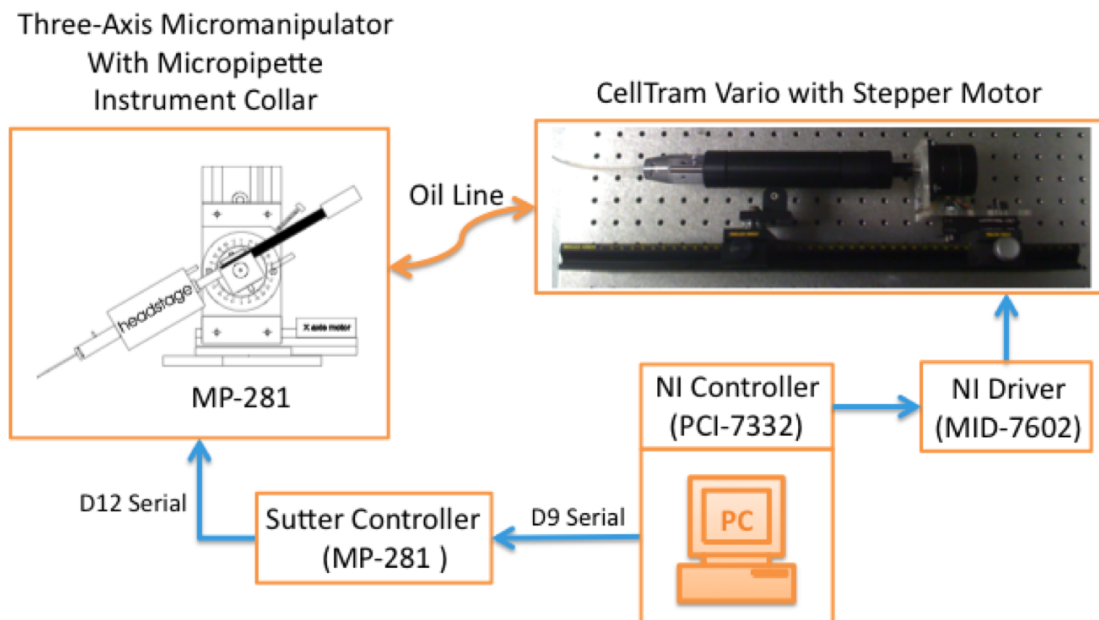 Three-Axis Micromanipulator
With Micropipette
Instrument Collar
CellTram Vario with Stepper Motor
Oil Line
headstage
X axis motor
MP-281
NI Controller
(PCI-7332)
NI Driver
(MID-7602)
D12 Serial
Sutter Controller
(MP-281 )
D9 Serial
PC